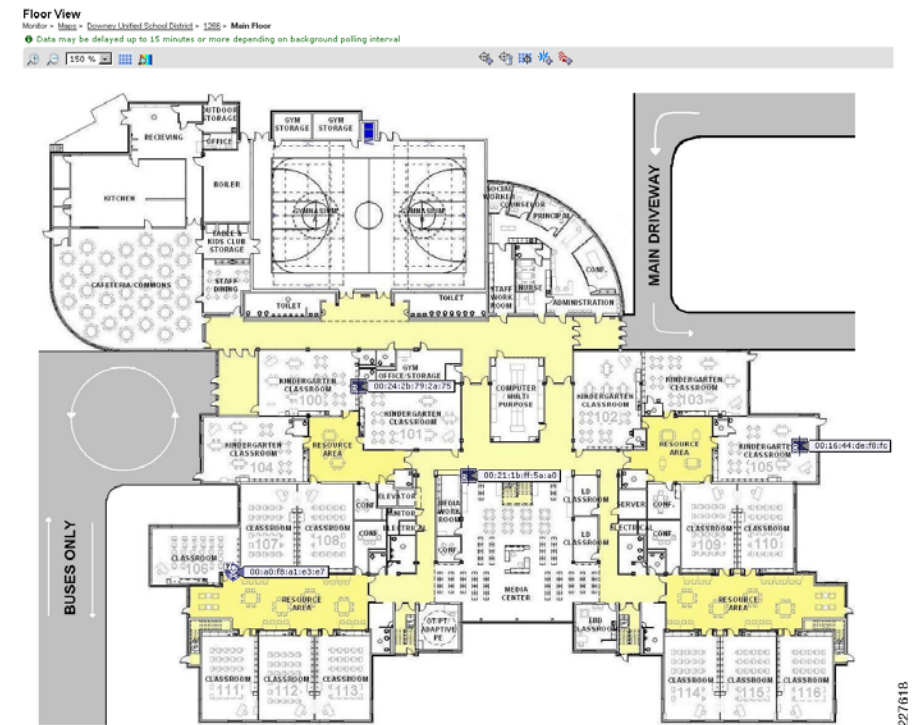 Floor View
Monitor > Maps > Downey Unified School District > 1266 > Main Floor
Data may be delayed up to 15 minutes or more depending on background polling interval
150 %
OUTDOOR
STORAGE
RECIEVING
OFFICE
GYM
STORAGE
GYM
STORAGE
KITCHEN
BOILER
GYMNASIUM
GYMNASIUM
SOCIAL
WORKER
COUNSELOR
PRINCIPAL
MAIN DRIVEWAY
TABLE &
KIDS CLUB
STORAGE
CAFETERIA/COMMONS
STAFF
DINING
TOILET
TOILET
STAFF
WORK
ROOM
NURSE
CONF.
ADMINISTRATION
KINDERGARTEN
CLASSROOM
100
GYM
OFFICE/STORAGE
00:24:2b:79:2a:75
KINDERGARTEN
CLASSROOM
101
COMPUTER
MULTI
PURPOSE
KINDERGARTEN
CLASSROOM
102
KINDERGARTEN
CLASSROOM
103
KINDERGARTEN
CLASSROOM
104
RESOURCE
AREA
RESOURCE
AREA
KINDERGARTE
CLASSROOM
105
00:16:44:de:f0:fc
00:21:1b:ff:5a:a0
BUSES ONLY
CLASSROOM
107
CLASSROOM
108
CONF
ELEVATOR
JANITOR
ELECTRICAL
CONF
MEDIA
WORK
ROOM
CONF.
LD
CLASSROOM
LD
CLASSROOM
SERVER
CONF.
ELECTRICAL
CONF
CLASSROOM
109
CLASSROOM
110
CLASSROOM
106
00:a0:f8:a1:e3:e7
RESOURCE
AREA
MEDIA
CENTER
RESOURCE
AREA
OT/PT/
ADAPTIVE
PE
EBD
CLASSROOM
CLASSROOM
111
CLASSROOM
112
CLASSROOM
113
CLASSROOM
114
CLASSROOM
115
CLASSROOM
116
227618